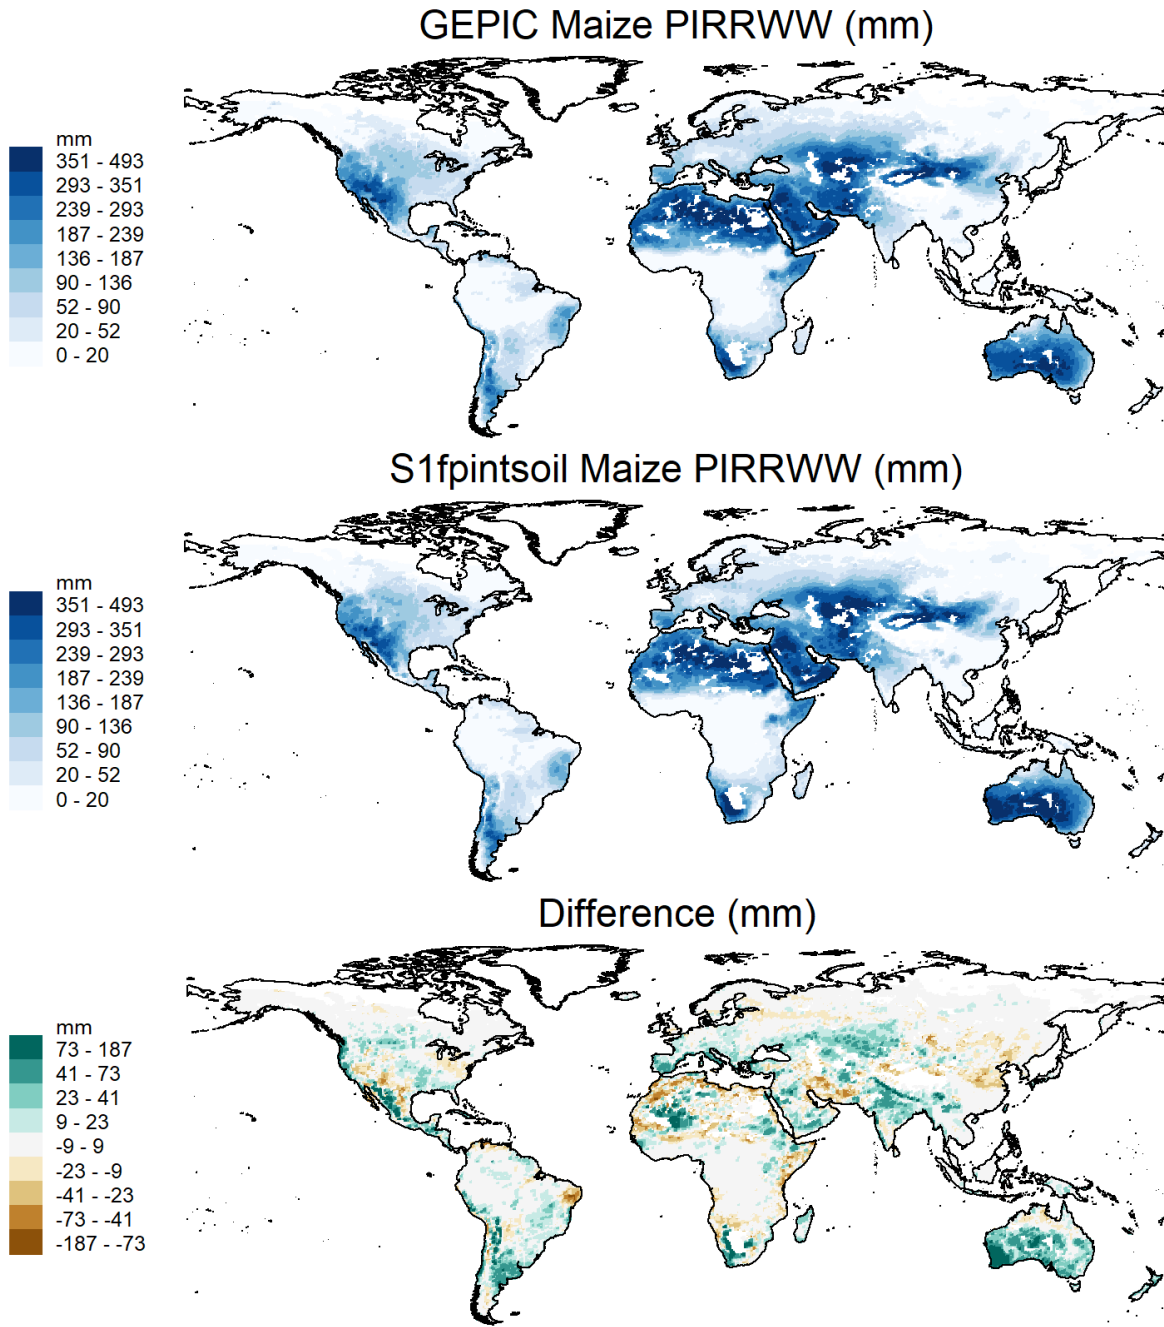 GEPIC Maize PIRRWW (mm)
mm
351 - 493
293 - 351
239 - 293
187 - 239
136 - 187
90 - 136
52 - 90
20 - 52
0 - 20
S1fpintsoil Maize PIRRWW (mm)
mm
351 - 493
293 - 351
239 - 293
187 - 239
136 - 187
90 - 136
52 - 90
20 - 52
0 - 20
Difference (mm)
mm
73 - 187
41 - 73
23 - 41
9 - 23
-9 - 9
-23 - -9
-41 - -23
-73 - -41
-187 - -73